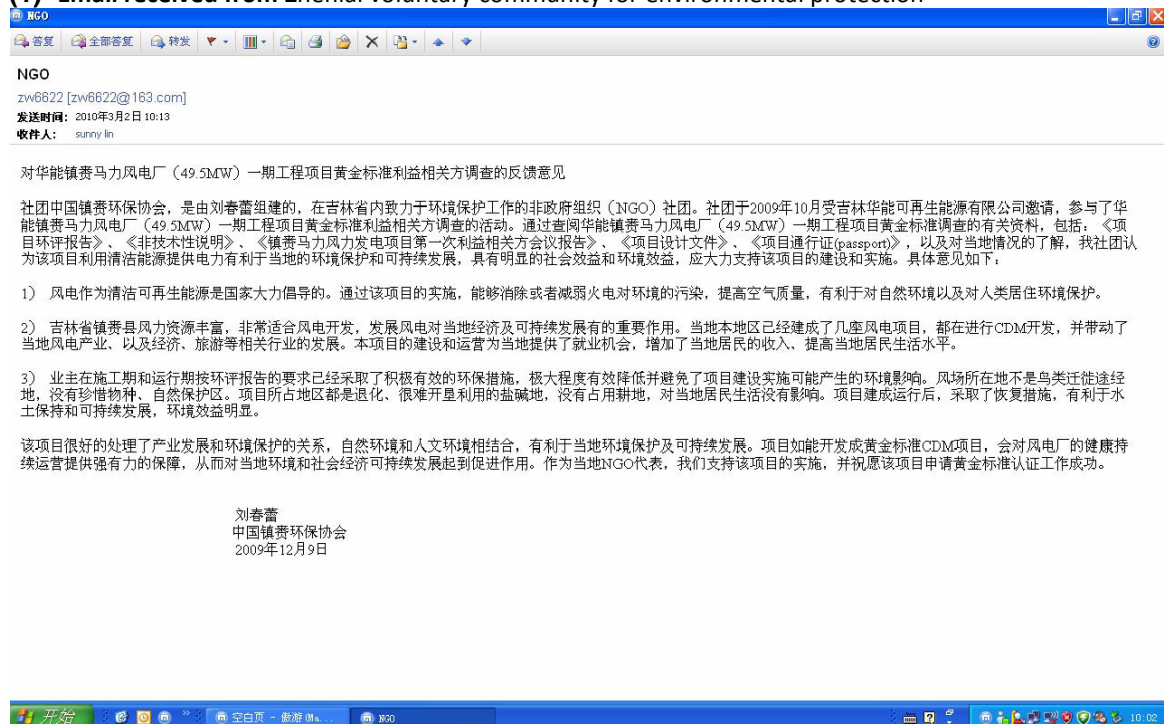 (1) Email received from Zhenlai voluntary community for environmental protection
NGO
答复 全部答复 转发
NGO
zw6622 [zw6622@163.com]
发送时间: 2010年3月2日 10:13
收件人: sunny lin
对华能镇赉马力风电厂（49.5MW）一期工程项目黄金标准利益相关方调查的反馈意见
社团中国镇赉环保协会，是由刘春蕾组建的，在吉林省内致力于环境保护工作的非政府组织（NGO）社团。社团于2009年10月受吉林华能可再生能源有限公司邀请，参与了华
能镇赉马力风电厂（49.5MW）一期工程项目黄金标准利益相关方调查的活动。通过查阅华能镇赉马力风电厂（49.5MW）一期工程项目黄金标准调查的有关资料，包括：《项
目环评报告》、《非技术性说明》、《镇赉马力风力发电项目第一次利益相关方会议报告》、《项目设计文件》、《项目通行证(passport)》，以及对当地情况的了解，我社团认
为该项目利用清洁能源提供电力有利于当地的环境保护和可持续发展，具有明显的社会效益和环境效益，应大力支持该项目的建设和实施。具体意见如下：
1） 风电作为清洁可再生能源是国家大力倡导的。通过该项目的实施，能够消除或者减弱火电对环境的污染，提高空气质量，有利于对自然环境以及对人类居住环境保护。
2） 吉林省镇赉县风力资源丰富，非常适合风电开发，发展风电对当地经济及可持续发展有的重要作用。当地本地区已经建成了几座风电项目，都在进行CDM开发，并带动了
当地风电产业、以及经济、旅游等相关行业的发展。本项目的建设和运营为当地提供了就业机会，增加了当地居民的收入、提高当地居民生活水平。
3） 业主在施工期和运行期按环评报告的要求已经采取了积极有效的环保措施，极大程度有效降低并避免了项目建设实施可能产生的环境影响。风场所在地不是鸟类迁徙途经
地，没有珍惜物种、自然保护区。项目所占地区都是退化、很难开垦利用的盐碱地，没有占用耕地，对当地居民生活没有影响。项目建成运行后，采取了恢复措施，有利于水
土保持和可持续发展，环境效益明显。
该项目很好的处理了产业发展和环境保护的关系，自然环境和人文环境相结合，有利于当地环境保护及可持续发展。项目如能开发成黄金标准CDM项目，会对风电厂的健康持
续运营提供强有力的保障，从而对当地环境和社会经济可持续发展起到促进作用。作为当地NGO代表，我们支持该项目的实施，并祝愿该项目申请黄金标准认证工作成功。
刘春蕾
中国镇赉环保协会
2009年12月9日
开始 空白页 - 傲游 (Ma... NGO 10:02